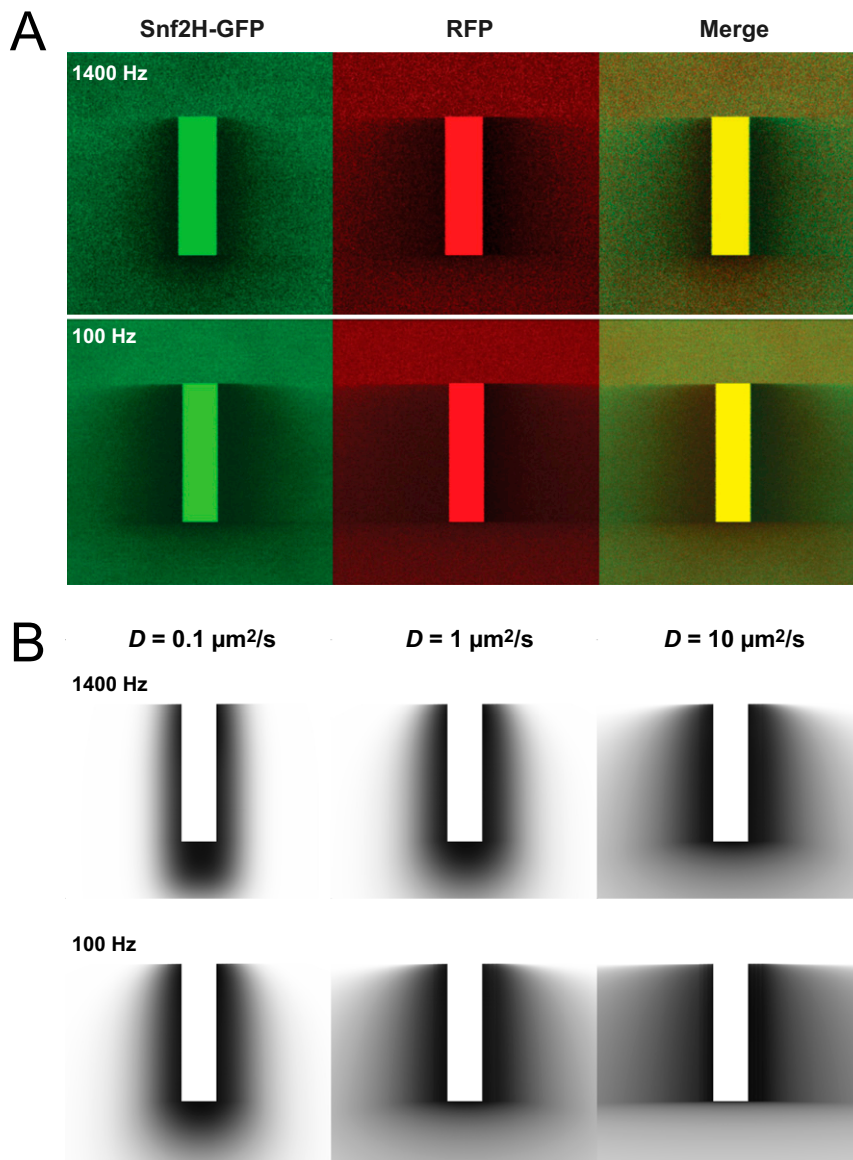 A
Snf2H-GFP RFP Merge
1400 Hz
100 Hz
B
D = 0.1 µm²/s D = 1 µm²/s D = 10 µm²/s
1400 Hz
100 Hz